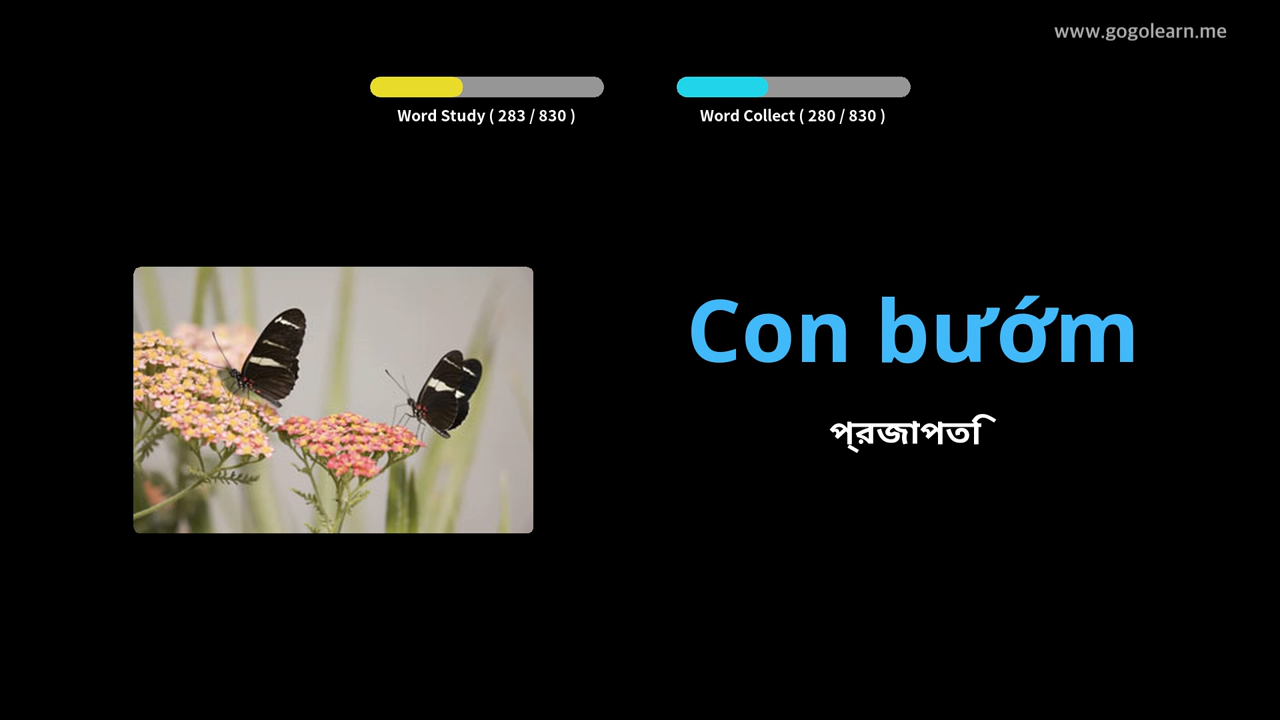 www.gogolearn.me
Word Study ( 283 / 830 )
Word Collect ( 280 / 830 )
Con bướm
প্রজাপতি